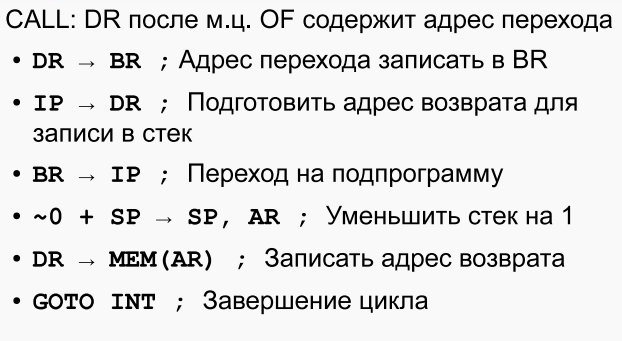 CALL: DR после м.ц. OF содержит адрес перехода
• DR → BR ; Адрес перехода записать в BR
• IP → DR ; Подготовить адрес возврата для
записи в стек
• BR → IP ; Переход на подпрограмму
• ~0 + SP → SP, AR ; Уменьшить стек на 1
• DR → MEM(AR) ; Записать адрес возврата
• GOTO INT ; Завершение цикла